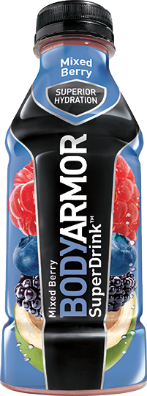 Mixed
Berry
SUPERIOR
HYDRATION
Mixed Berry
BODYARMOR
SuperDrink™